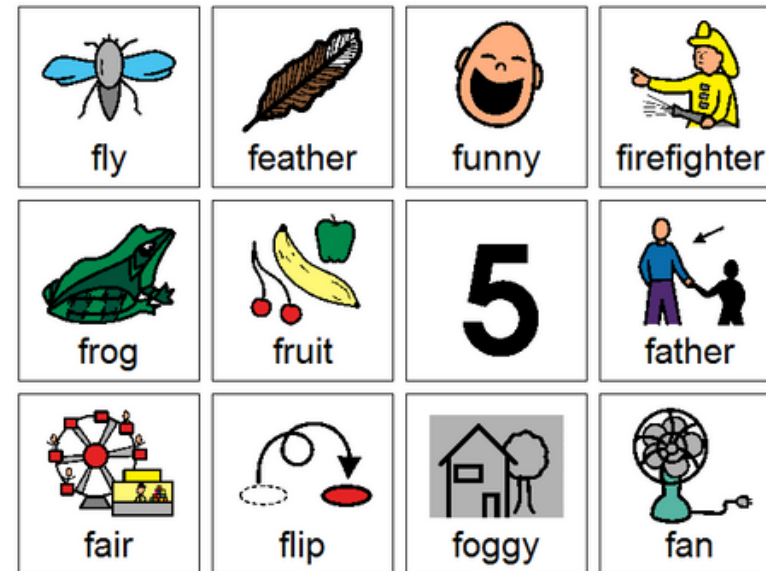 fly
feather
funny
firefighter
frog
fruit
5
father
fair
flip
foggy
fan